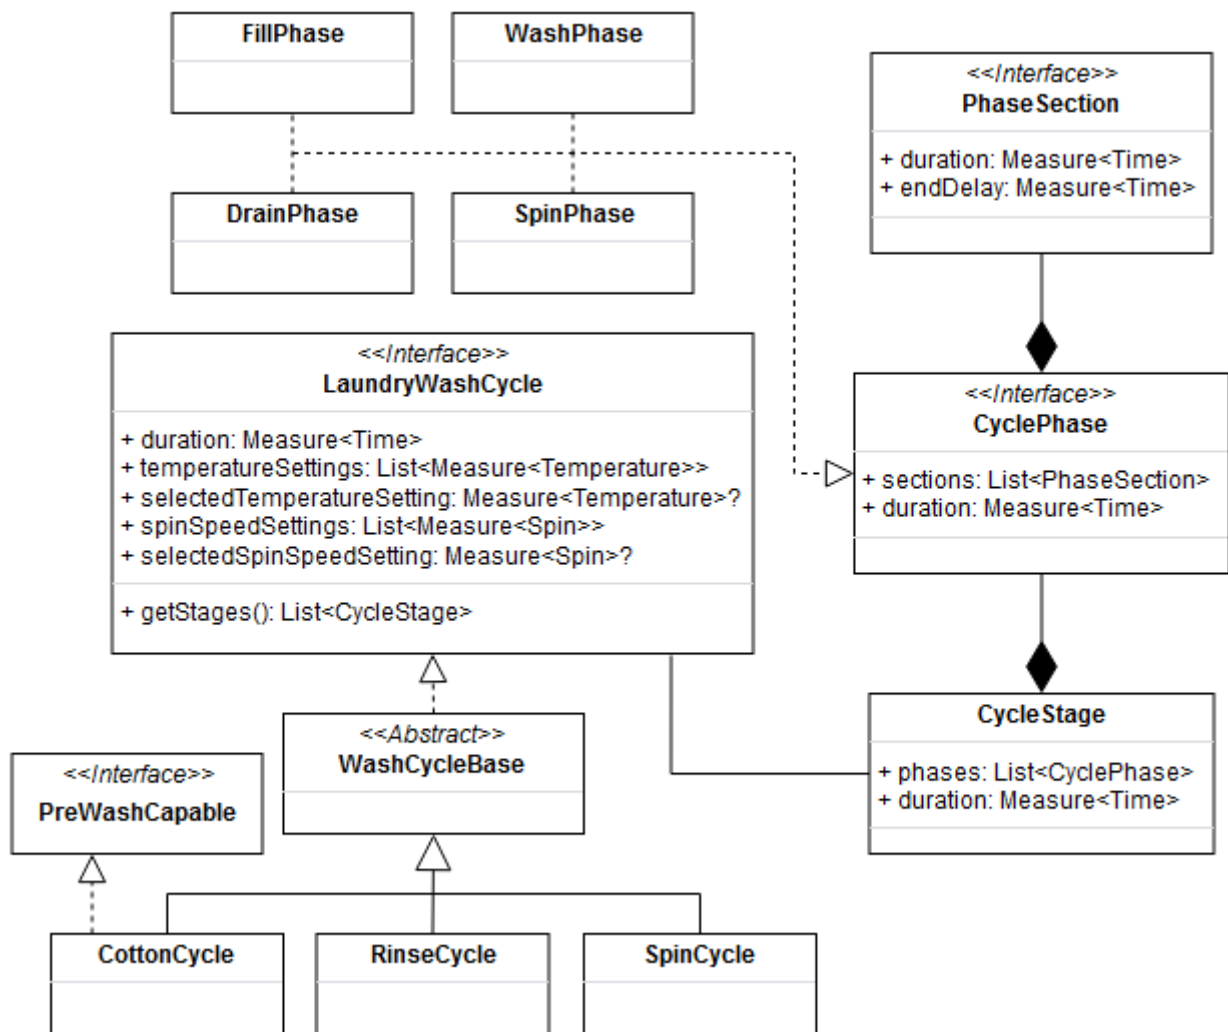 FillPhase
WashPhase
DrainPhase
SpinPhase
<<Interface>>
PhaseSection
+ duration: Measure<Time>
+ endDelay: Measure<Time>
<<Interface>>
LaundryWashCycle
+ duration: Measure<Time>
+ temperatureSettings: List<Measure<Temperature>>
+ selectedTemperatureSetting: Measure<Temperature>?
+ spinSpeedSettings: List<Measure<Spin>>
+ selectedSpinSpeedSetting: Measure<Spin>?
+ getStages(): List<CycleStage>
<<Interface>>
CyclePhase
+ sections: List<PhaseSection>
+ duration: Measure<Time>
CycleStage
+ phases: List<CyclePhase>
+ duration: Measure<Time>
<<Abstract>>
WashCycleBase
<<Interface>>
PreWashCapable
CottonCycle
RinseCycle
SpinCycle